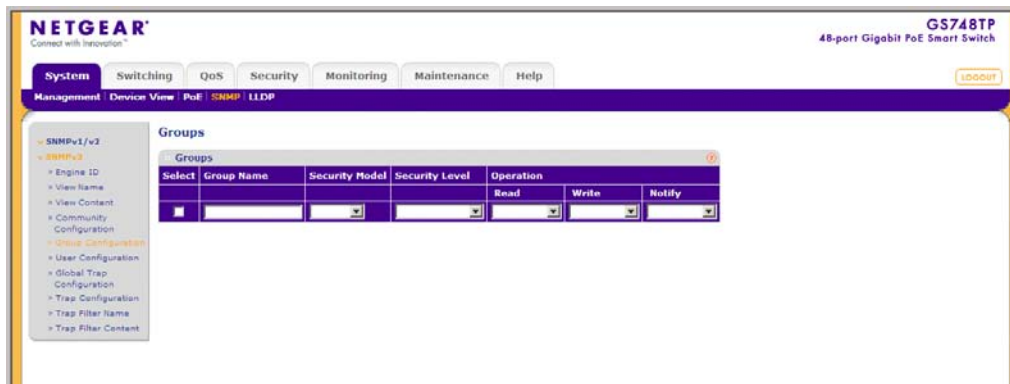 NETGEAR®
Connect with Innovation™
GS748TP
48-port Gigabit PoE Smart Switch
System Switching QoS Security Monitoring Maintenance Help
LOGOUT
Management Device View PoE SNMP LLDP
SNMPv1/v2
SNMPv3
Engine ID
View Name
View Content
Community
Configuration
Group Configuration
User Configuration
Global Trap
Configuration
Trap Configuration
Trap Filter Name
Trap Filter Content
Groups
Groups
Select Group Name Security Model Security Level Operation
Read Write Notify